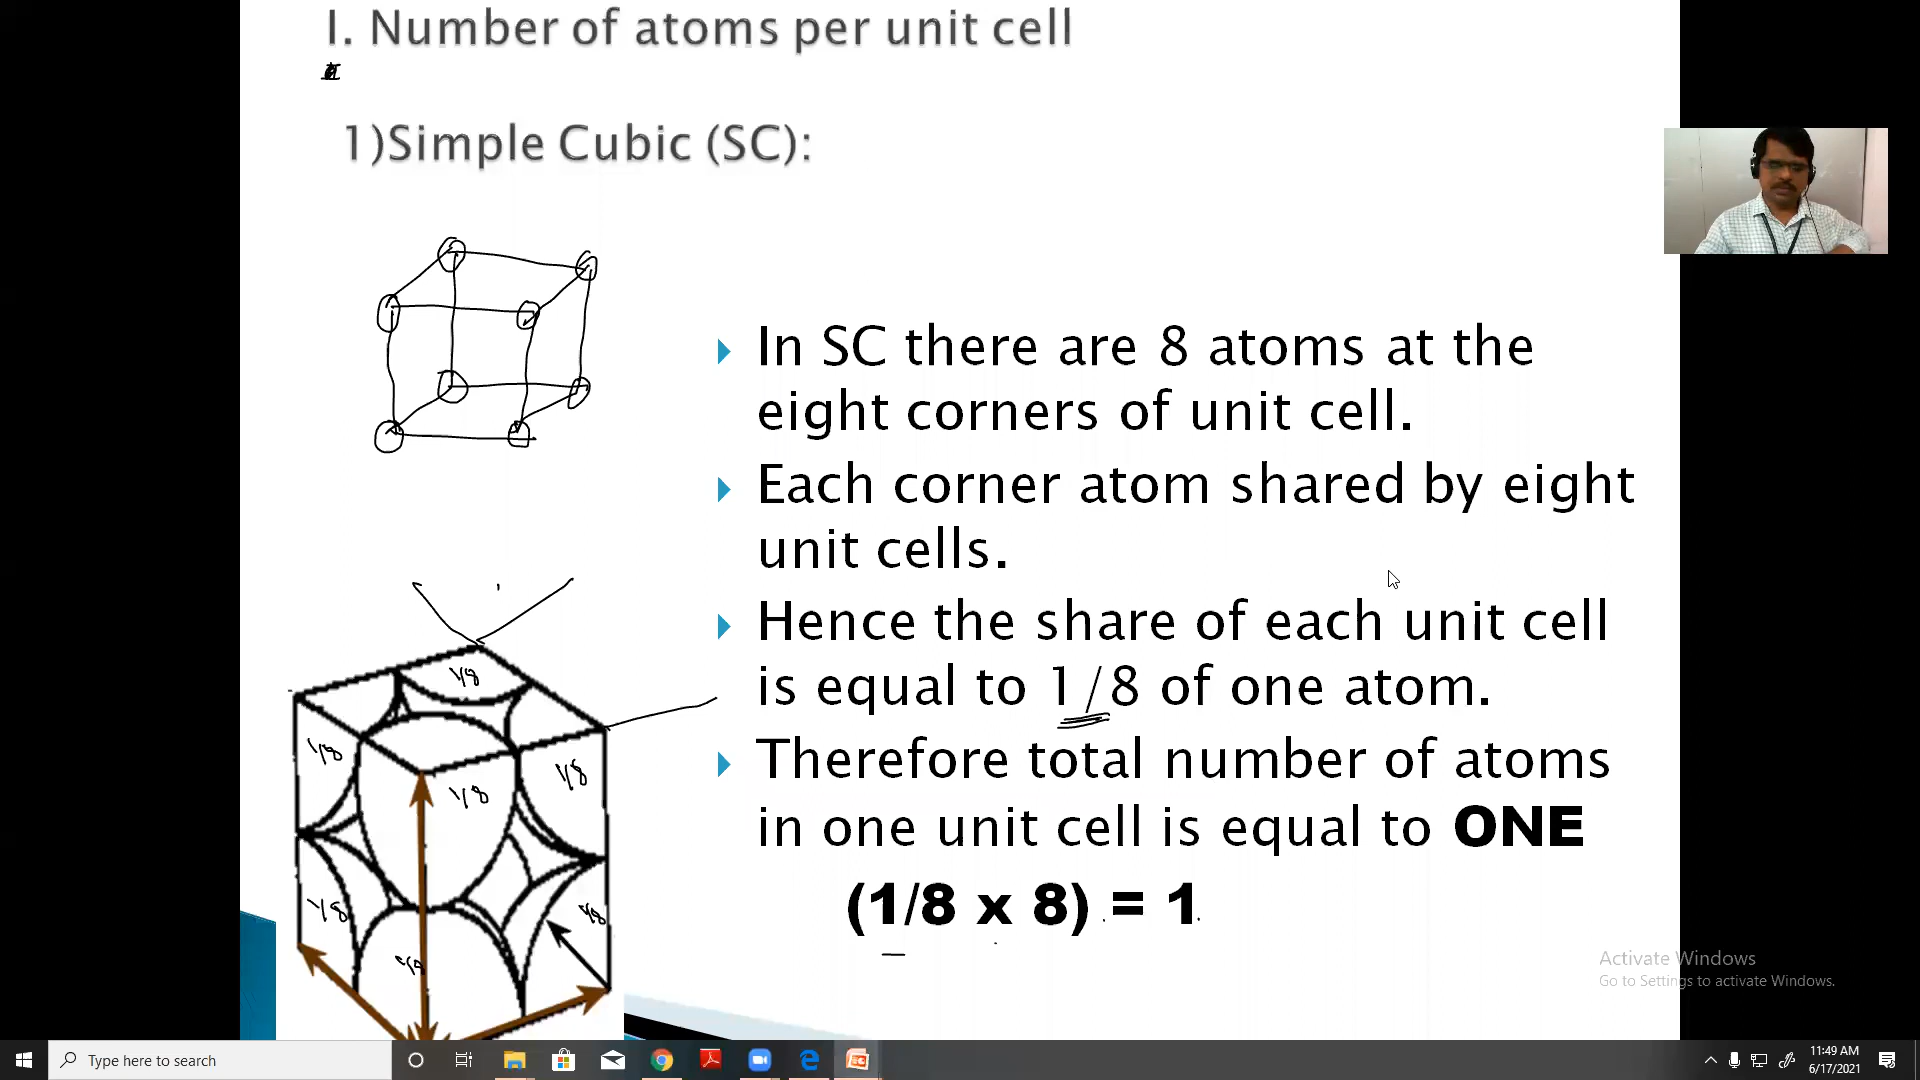 I. Number of atoms per unit cell
1)Simple Cubic (SC):
In SC there are 8 atoms at the
eight corners of unit cell.
Each corner atom shared by eight
unit cells.
Hence the share of each unit cell
is equal to 1/8 of one atom.
Therefore total number of atoms
in one unit cell is equal to ONE
(1/8 x 8) = 1
1/8
1/8
1/8
1/8
1/8
1/8
1/8
Activate Windows
Go to Settings to activate Windows.
Type here to search
11:49 AM
6/17/2021